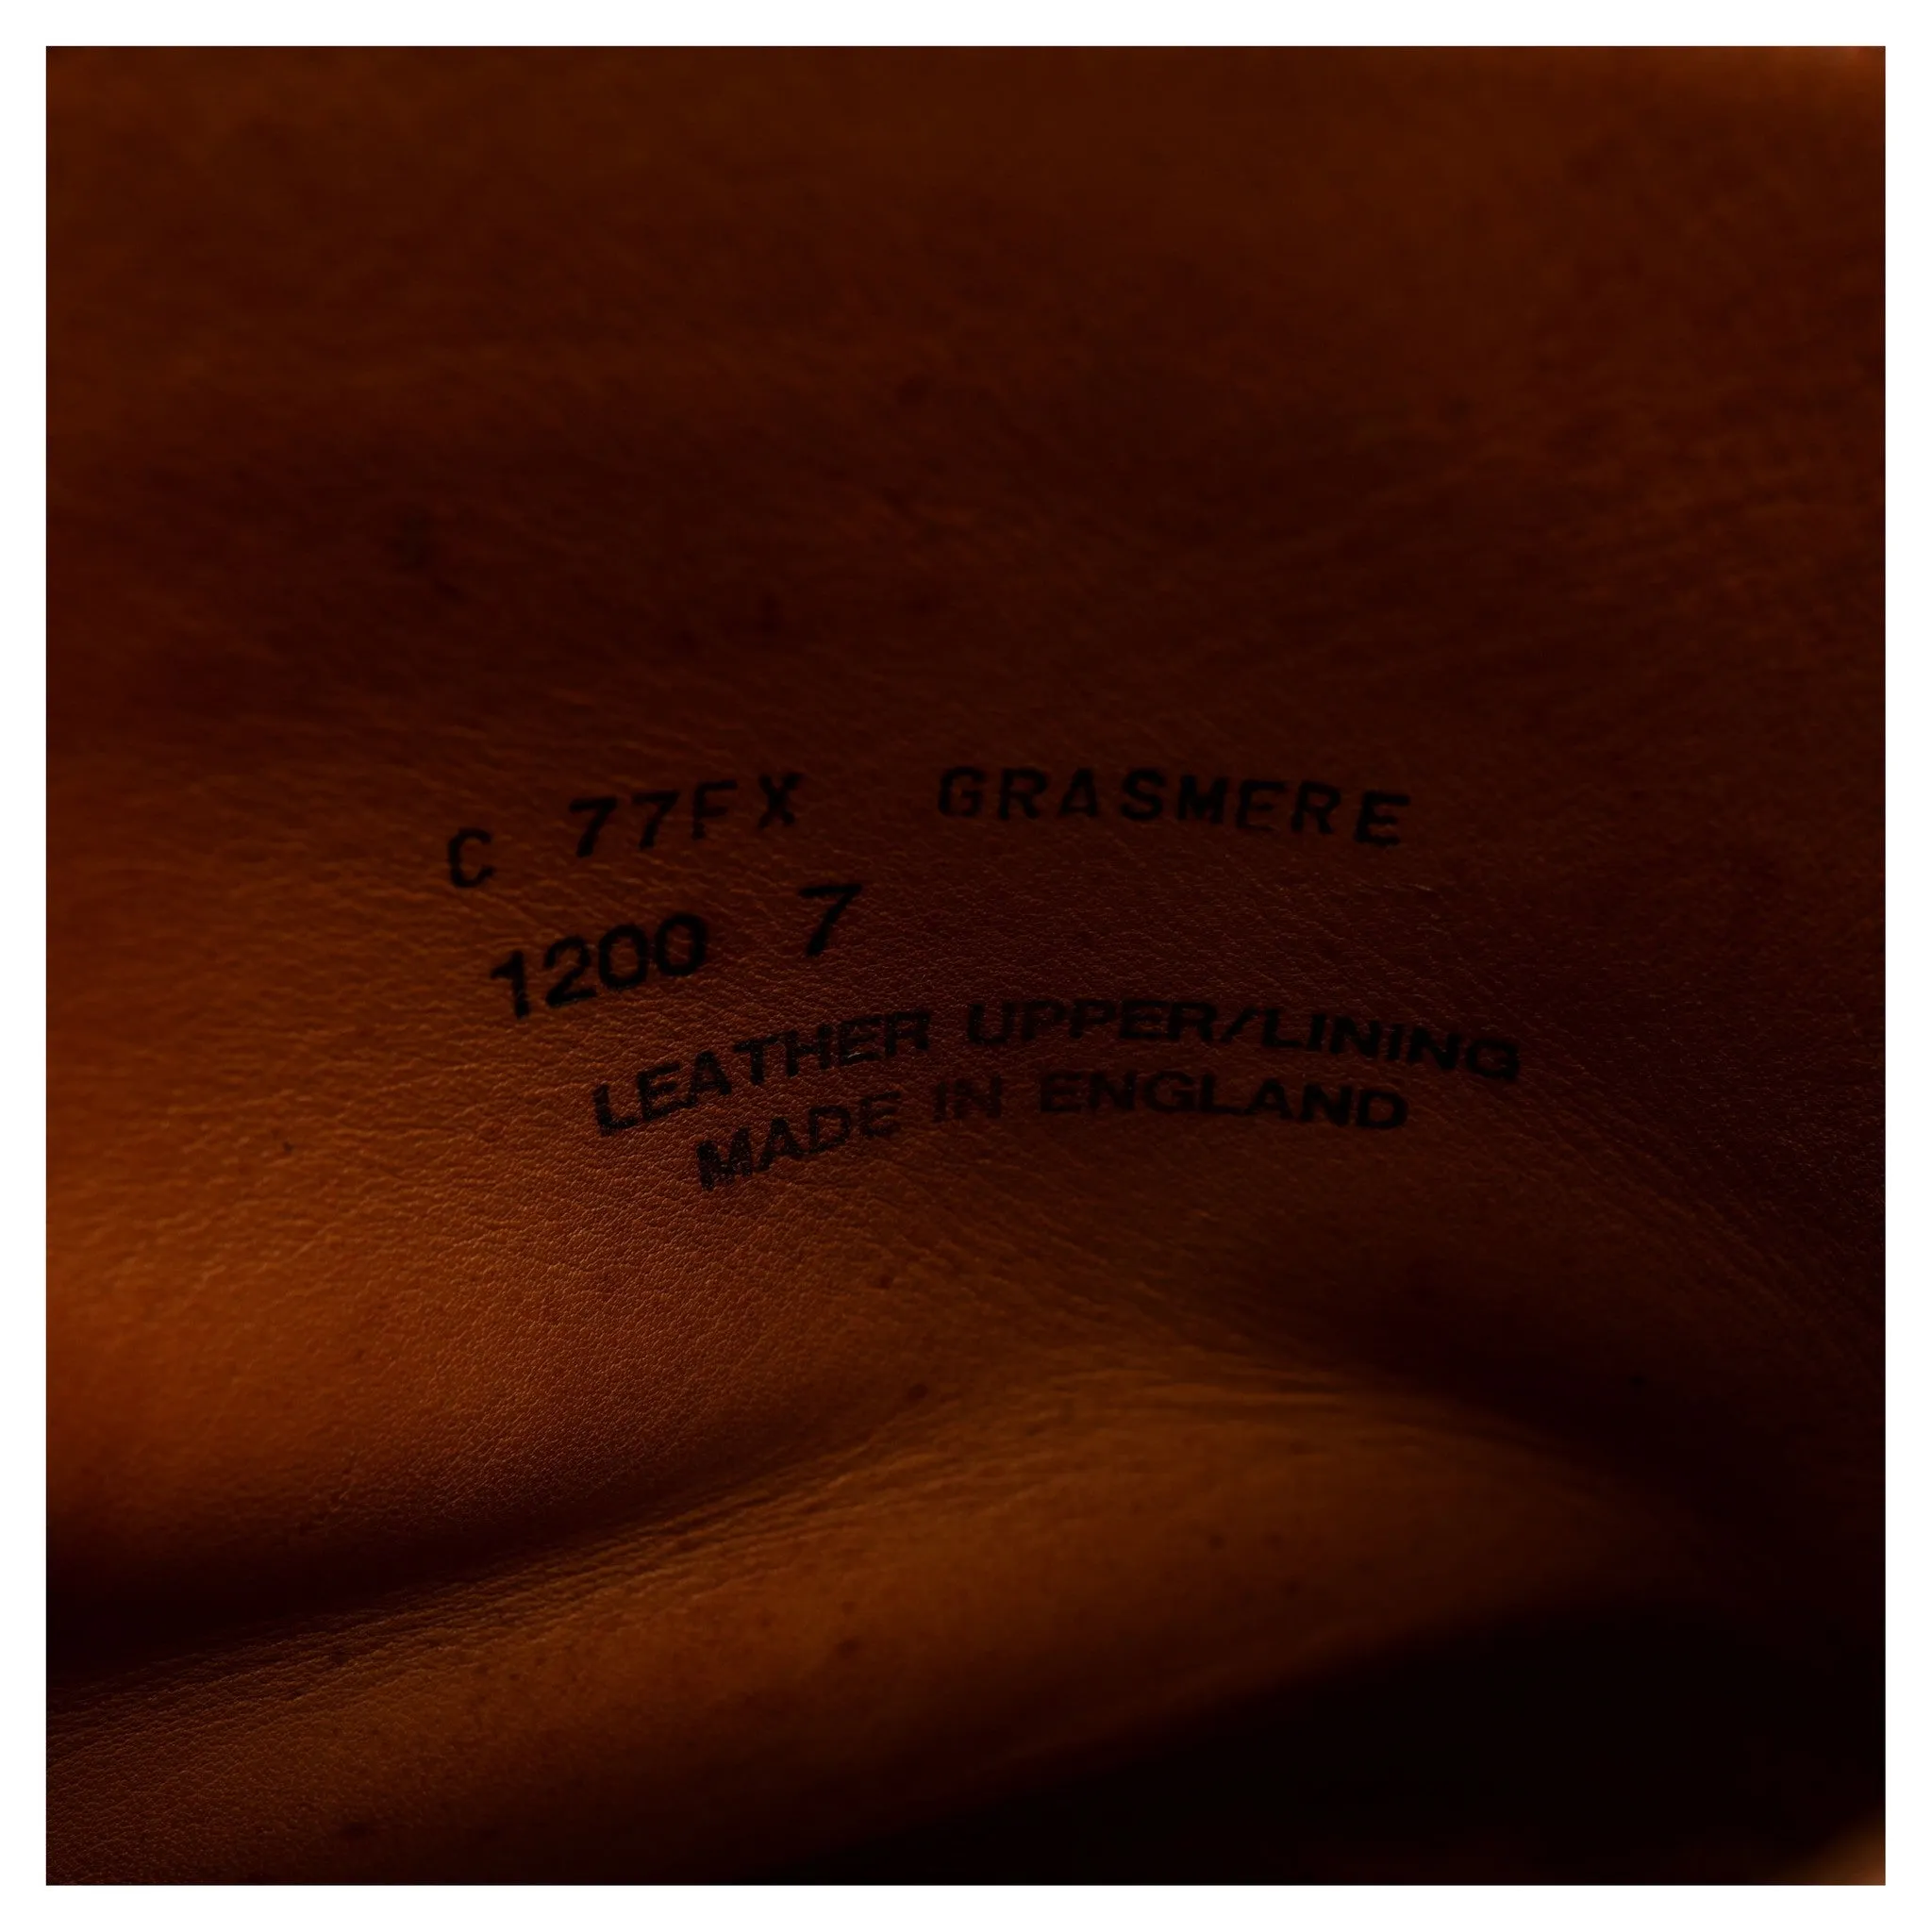 C 77FX GRASMERE
1200 7
LEATHER UPPER/LINING
MADE IN ENGLAND